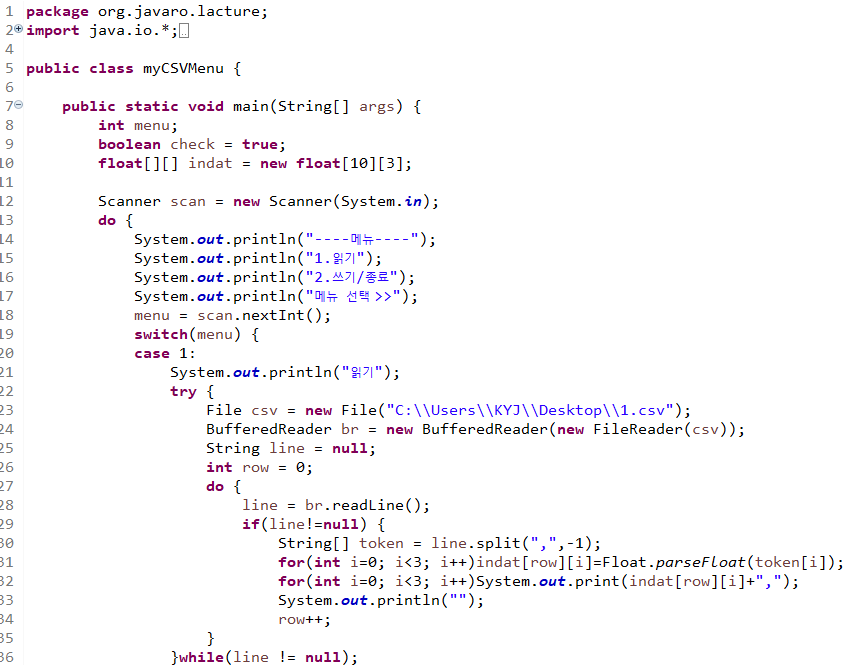 1 package org.javaro.lacture;
2 import java.io.*;
4
5 public class myCSVMenu {
6
7     public static void main(String[] args) {
8         int menu;
9         boolean check = true;
10         float[][] indat = new float[10][3];
11
12         Scanner scan = new Scanner(System.in);
13         do {
14             System.out.println("----메뉴----");
15             System.out.println("1.읽기");
16             System.out.println("2.쓰기/종료");
17             System.out.println("메뉴 선택>>");
18             menu = scan.nextInt();
19             switch(menu) {
20             case 1:
21                 System.out.println("읽기");
22                 try {
23                     File csv = new File("C:\\Users\\KYJ\\Desktop\\1.csv");
24                     BufferedReader br = new BufferedReader(new FileReader(csv));
25                     String line = null;
26                     int row = 0;
27                     do {
28                         line = br.readLine();
29                         if(line!=null) {
30                             String[] token = line.split(",",-1);
31                             for(int i=0; i<3; i++)indat[row][i]=Float.parseFloat(token[i]);
32                             for(int i=0; i<3; i++)System.out.print(indat[row][i]+",");
33                             System.out.println("");
34                             row++;
35                     }
36                 }while(line != null);